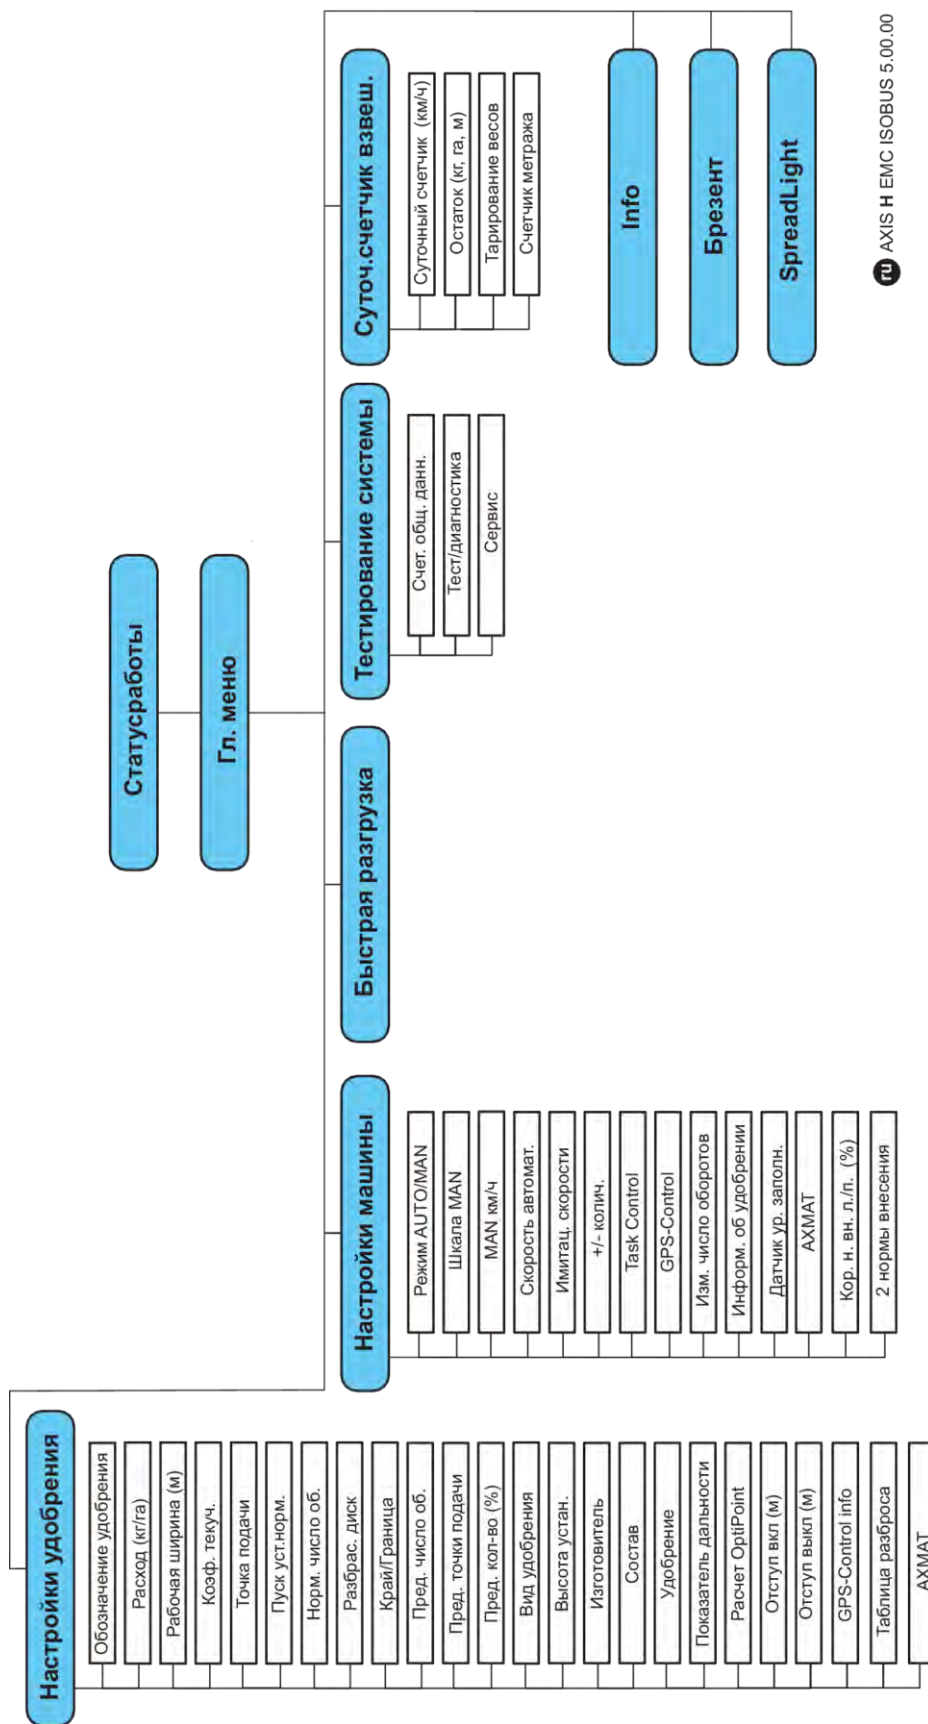 Статусработы
Гл. меню
Настройки удобрения
Обозначение удобрения
Расход (кг/га)
Рабочая ширина (м)
Коэф. текуч.
Точка подачи
Пуск уст.норм.
Норм. число об.
Разбрас. диск
Край/Граница
Пред. число об.
Пред. точки подачи
Пред. кол-во (%)
Вид удобрения
Высота устан.
Изготовитель
Состав
Удобрение
Показатель дальности
Расчет OptiPoint
Отступ вкл (м)
Отступ выкл (м)
GPS-Control info
Таблица разброса
AXMAT
Настройки машины
Режим AUTO/MAN
Шкала MAN
MAN км/ч
Скорость автомат.
Имитац. скорости
+/- колич.
Task Control
GPS-Control
Изм. число оборотов
Информ. об удобрении
Датчик ур. заполн.
AXMAT
Кор. н. вн. л./п. (%)
2 нормы внесения
Быстрая разгрузка
Тестирование системы
Счет. общ. данн.
Тест/диагностика
Сервис
Суточ.счетчик взвеш.
Суточный счетчик (км/ч)
Остаток (кг, га, м)
Тарирование весов
Счетчик метража
Info
Брезент
SpreadLight
ru AXIS H EMC ISOBUS 5.00.00